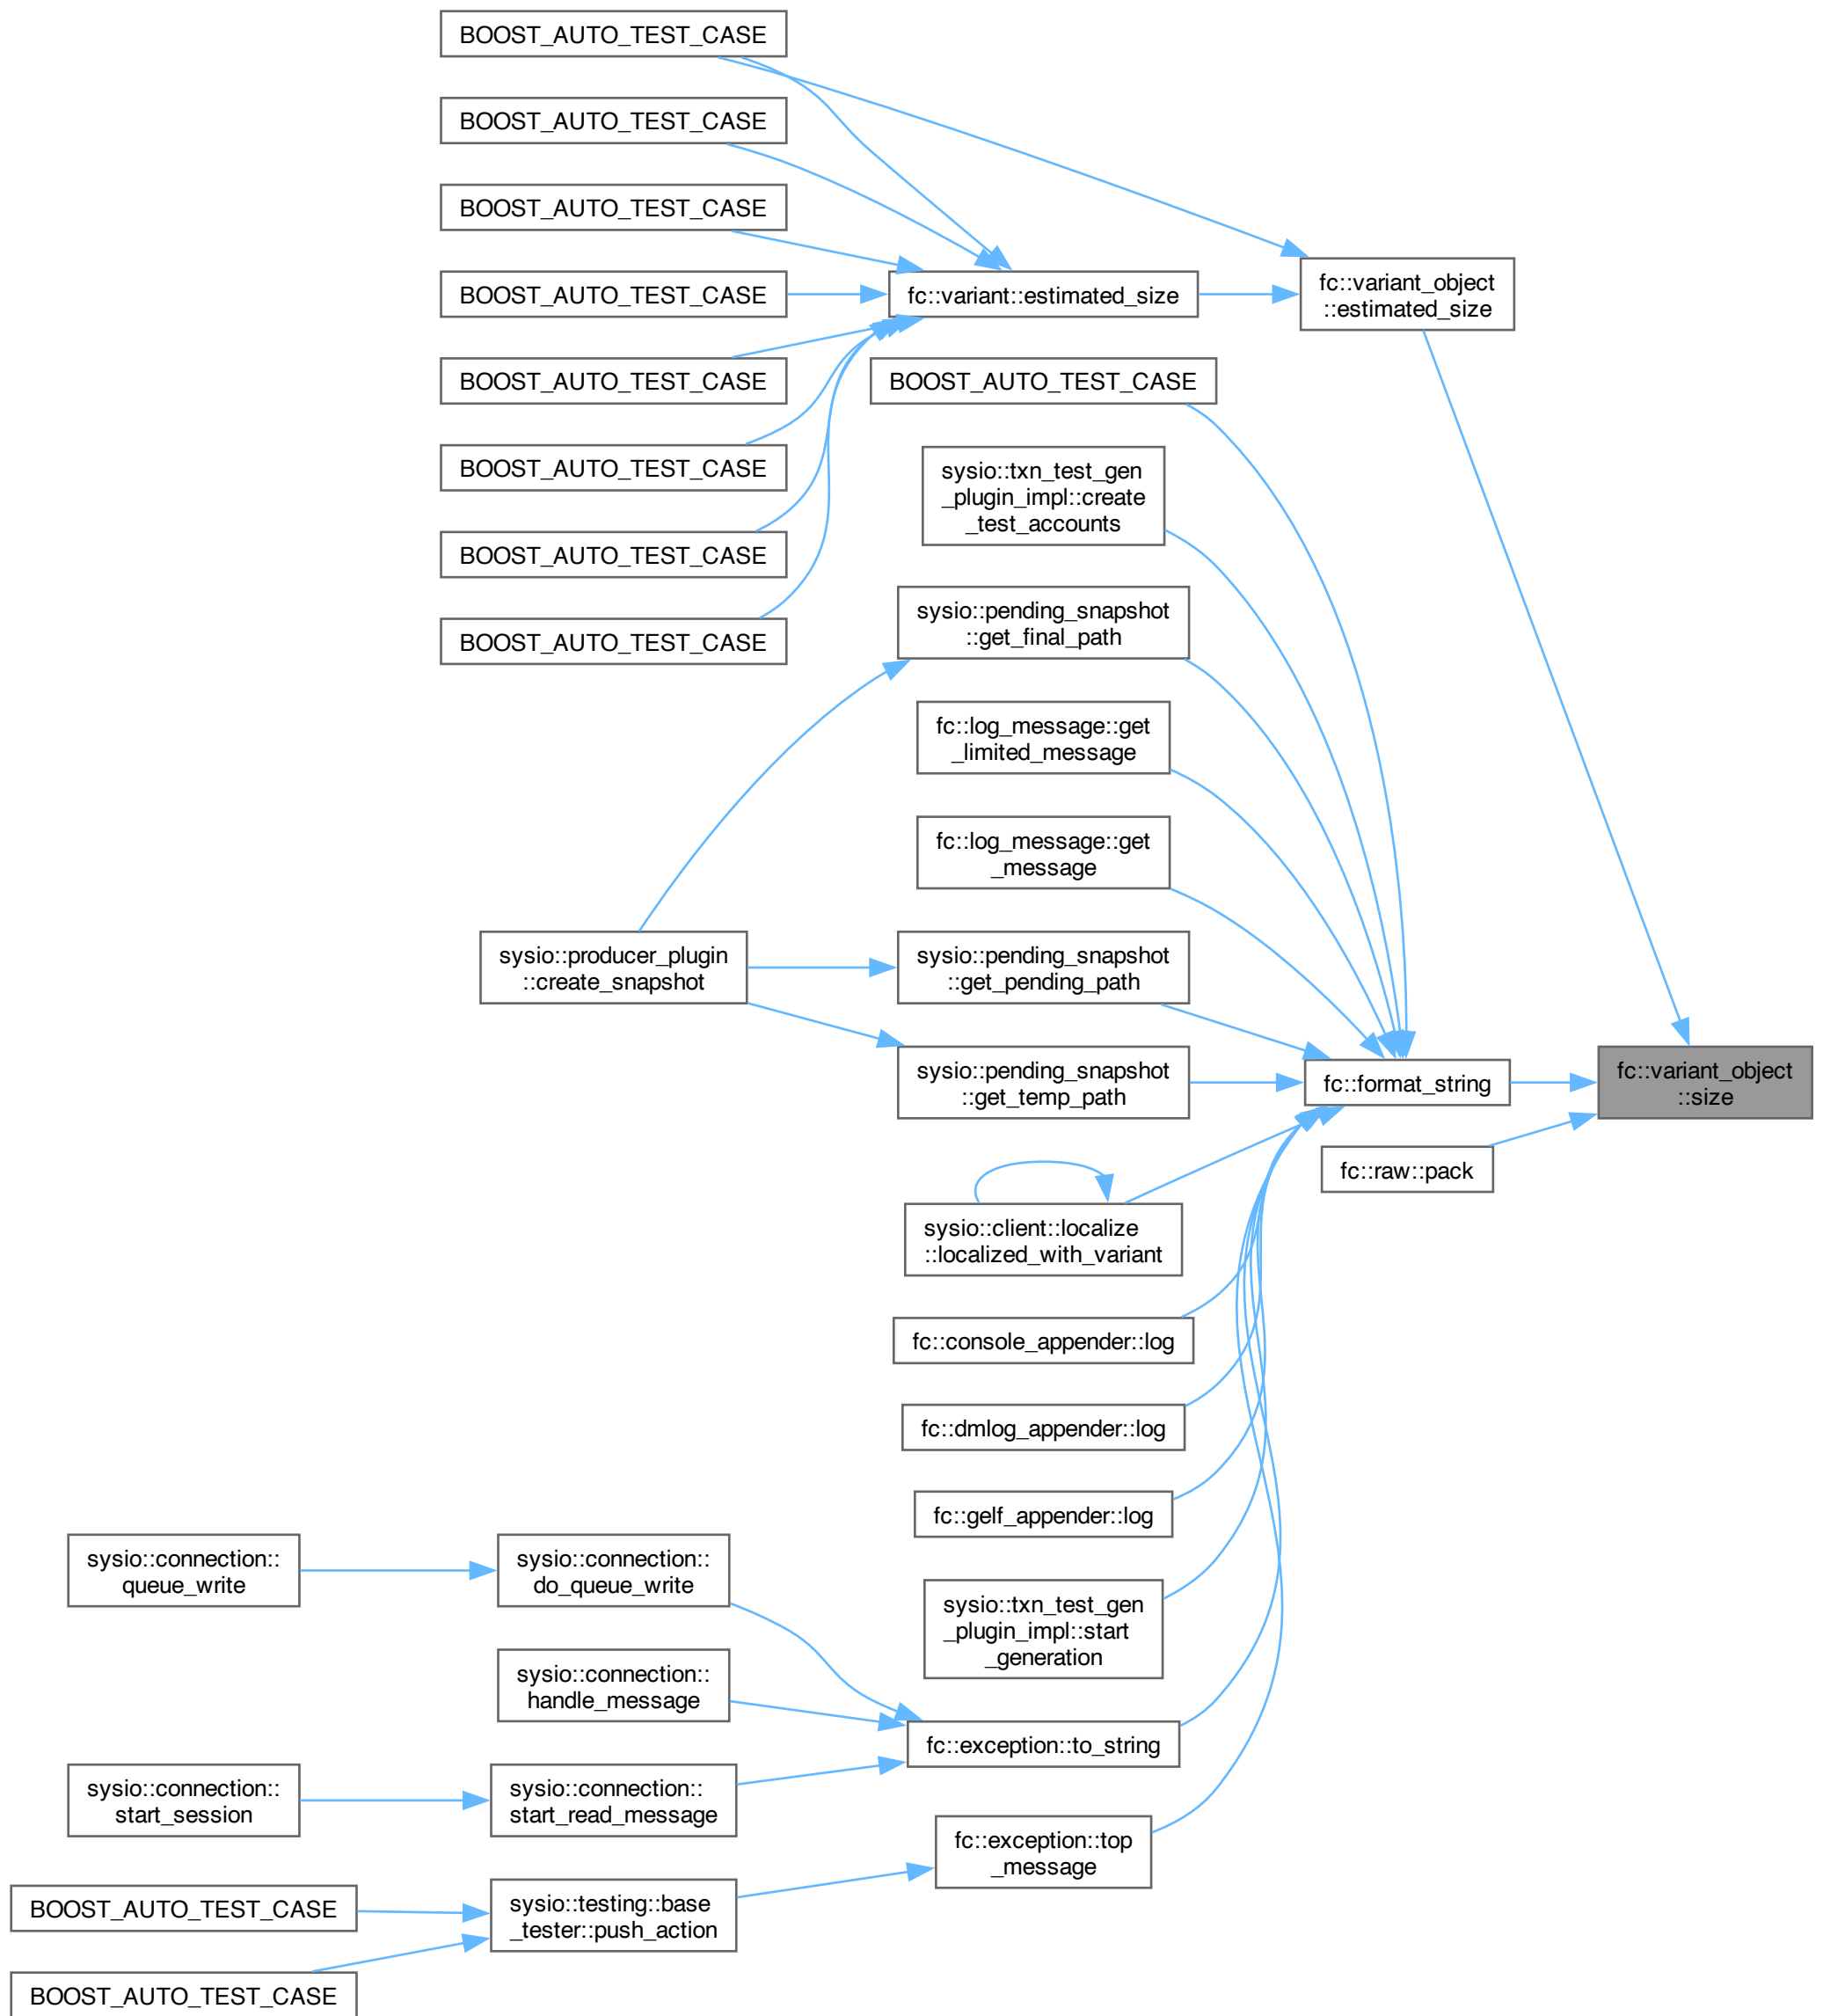 BOOST_AUTO_TEST_CASE
BOOST_AUTO_TEST_CASE
BOOST_AUTO_TEST_CASE
BOOST_AUTO_TEST_CASE
BOOST_AUTO_TEST_CASE
BOOST_AUTO_TEST_CASE
BOOST_AUTO_TEST_CASE
BOOST_AUTO_TEST_CASE
fc::variant::estimated_size
fc::variant_object
::estimated_size
BOOST_AUTO_TEST_CASE
sysio::txn_test_gen
_plugin_impl::create
_test_accounts
sysio::pending_snapshot
::get_final_path
fc::log_message::get
_limited_message
fc::log_message::get
_message
sysio::producer_plugin
::create_snapshot
sysio::pending_snapshot
::get_pending_path
sysio::pending_snapshot
::get_temp_path
fc::format_string
fc::variant_object
::size
fc::raw::pack
sysio::client::localize
::localized_with_variant
fc::console_appender::log
fc::dmlog_appender::log
fc::gelf_appender::log
sysio::txn_test_gen
_plugin_impl::start
_generation
sysio::connection::
queue_write
sysio::connection::
do_queue_write
sysio::connection::
handle_message
fc::exception::to_string
sysio::connection::
start_session
sysio::connection::
start_read_message
fc::exception::top
_message
sysio::testing::base
_tester::push_action
BOOST_AUTO_TEST_CASE
BOOST_AUTO_TEST_CASE